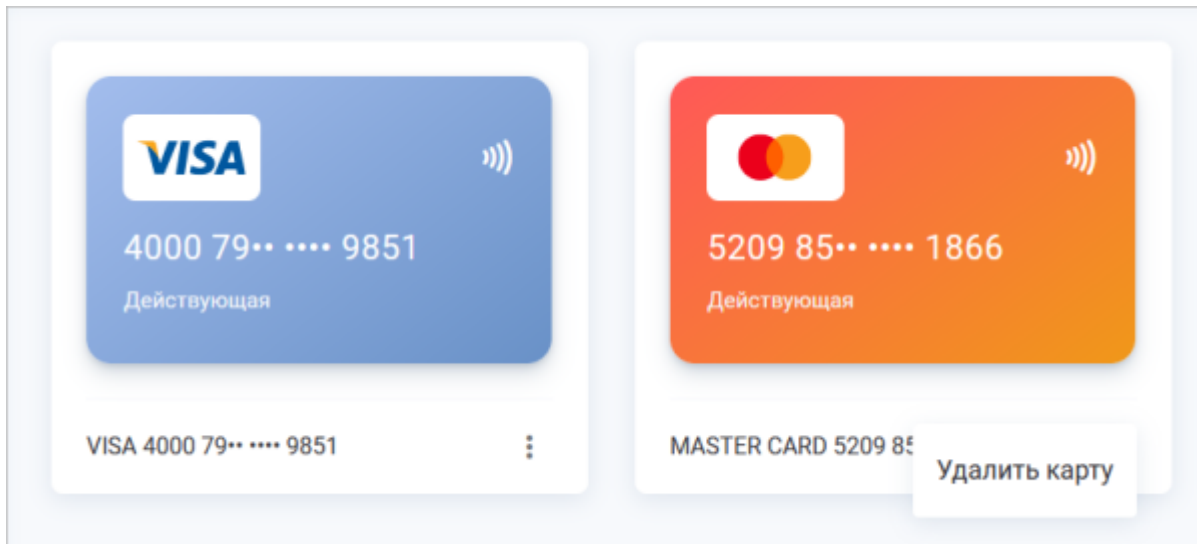 VISA
4000 79•• •••• 9851
Действующая
VISA 4000 79•• •••• 9851
5209 85•• •••• 1866
Действующая
MASTER CARD 5209 85
Удалить карту